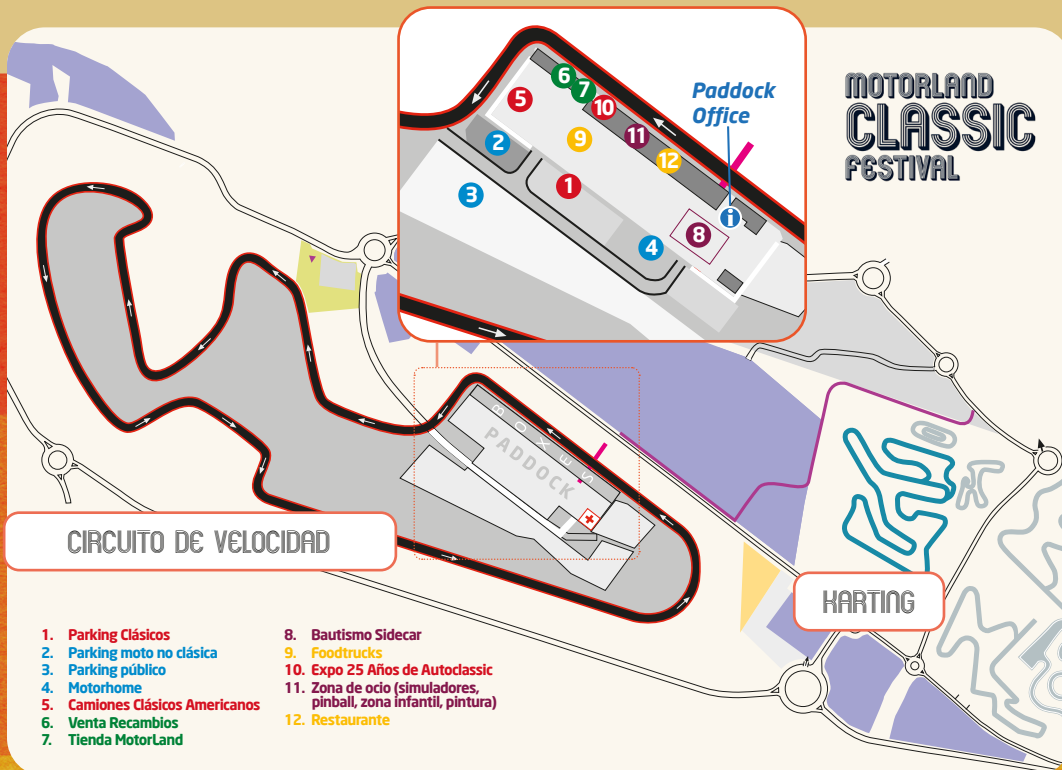 MOTORLAND
CLASSIC
FESTIVAL
Paddock
Office
i
6
7
5
10
11
2
9
12
3
1
4
8
BOXES
PADDOCK
CIRCUITO DE VELOCIDAD
KARTING
1. Parking Clásicos
2. Parking moto no clásica
3. Parking público
4. Motorhome
5. Camiones Clásicos Americanos
6. Venta Recambios
7. Tienda MotorLand
8. Bautismo Sidecar
9. Foodtrucks
10. Expo 25 Años de Autoclassic
11. Zona de ocio (simuladores,
pinball, zona infantil, pintura)
12. Restaurante